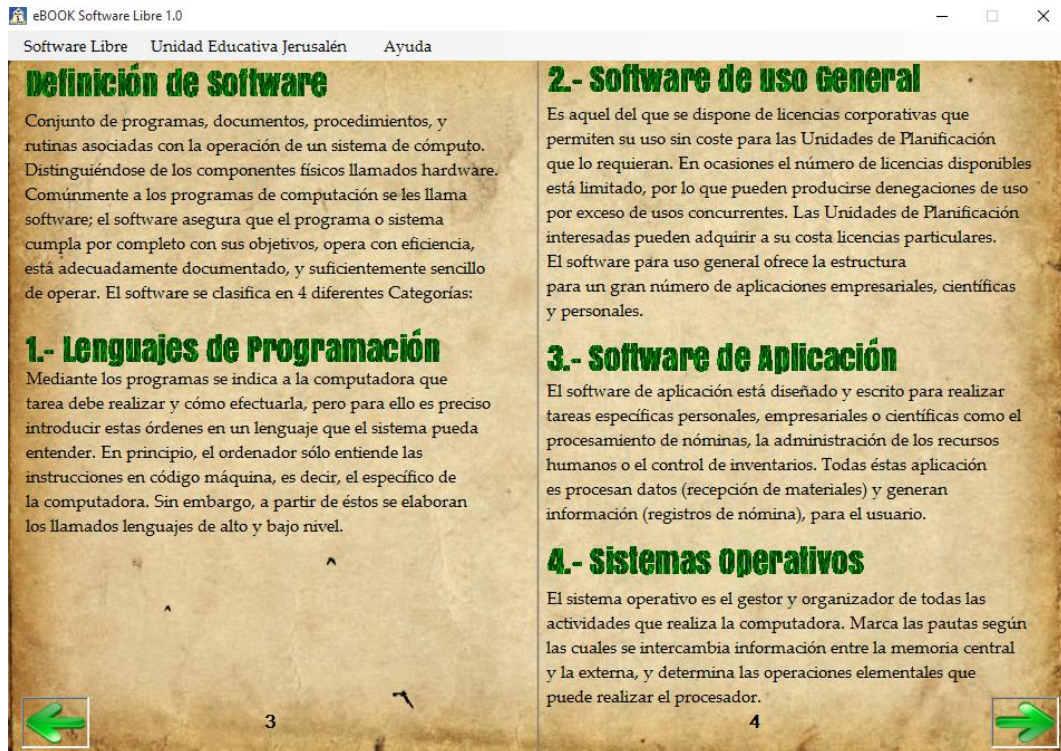 eBOOK Software Libre 1.0
Software Libre Unidad Educativa Jerusalén Ayuda
Definición de Software
Conjunto de programas, documentos, procedimientos, y
rutinas asociadas con la operación de un sistema de cómputo.
Distinguiéndose de los componentes físicos llamados hardware.
Comúnmente a los programas de computación se les llama
software; el software asegura que el programa o sistema
cumpla por completo con sus objetivos, opera con eficiencia,
está adecuadamente documentado, y suficientemente sencillo
de operar. El software se clasifica en 4 diferentes Categorías:
1.- Lenguajes de Programación
Mediante los programas se indica a la computadora que
tarea debe realizar y cómo efectuarla, pero para ello es preciso
introducir estas órdenes en un lenguaje que el sistema pueda
entender. En principio, el ordenador sólo entiende las
instrucciones en código máquina, es decir, el específico de
la computadora. Sin embargo, a partir de éstos se elaboran
los llamados lenguajes de alto y bajo nivel.
3
2.- Software de uso General
Es aquel del que se dispone de licencias corporativas que
permiten su uso sin coste para las Unidades de Planificación
que lo requieran. En ocasiones el número de licencias disponibles
está limitado, por lo que pueden producirse denegaciones de uso
por exceso de usos concurrentes. Las Unidades de Planificación
interesadas pueden adquirir a su costa licencias particulares.
El software para uso general ofrece la estructura
para un gran número de aplicaciones empresariales, científicas
y personales.
3.- Software de Aplicación
El software de aplicación está diseñado y escrito para realizar
tareas específicas personales, empresariales o científicas como el
procesamiento de nóminas, la administración de los recursos
humanos o el control de inventarios. Todas éstas aplicación
es procesan datos (recepción de materiales) y generan
información (registros de nómina), para el usuario.
4.- Sistemas Operativos
El sistema operativo es el gestor y organizador de todas las
actividades que realiza la computadora. Marca las pautas según
las cuales se intercambia información entre la memoria central
y la externa, y determina las operaciones elementales que
puede realizar el procesador.
4